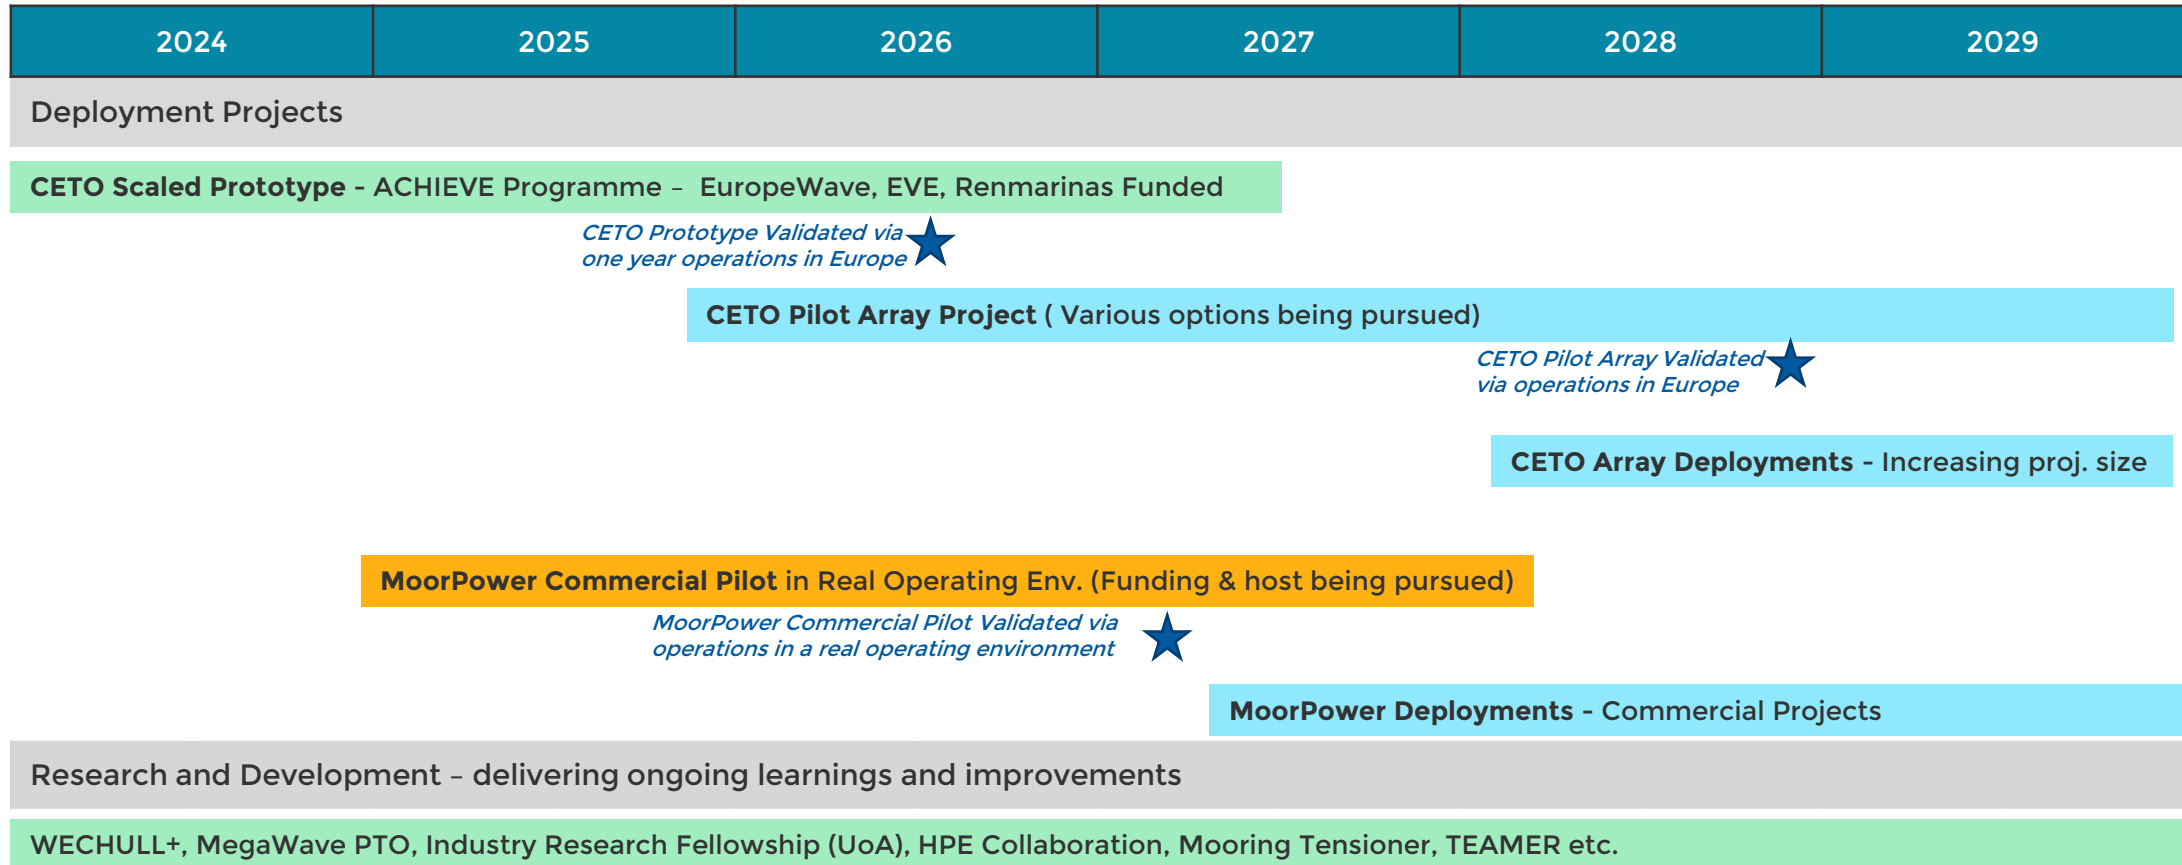 2024 2025 2026 2027 2028 2029
Deployment Projects
CETO Scaled Prototype - ACHIEVE Programme – EuropeWave, EVE, Renmarinas Funded
CETO Prototype Validated via
one year operations in Europe
CETO Pilot Array Project ( Various options being pursued)
CETO Pilot Array Validated
via operations in Europe
CETO Array Deployments - Increasing proj. size
MoorPower Commercial Pilot in Real Operating Env. (Funding & host being pursued)
MoorPower Commercial Pilot Validated via
operations in a real operating environment
MoorPower Deployments - Commercial Projects
Research and Development – delivering ongoing learnings and improvements
WECHULL+, MegaWave PTO, Industry Research Fellowship (UoA), HPE Collaboration, Mooring Tensioner, TEAMER etc.